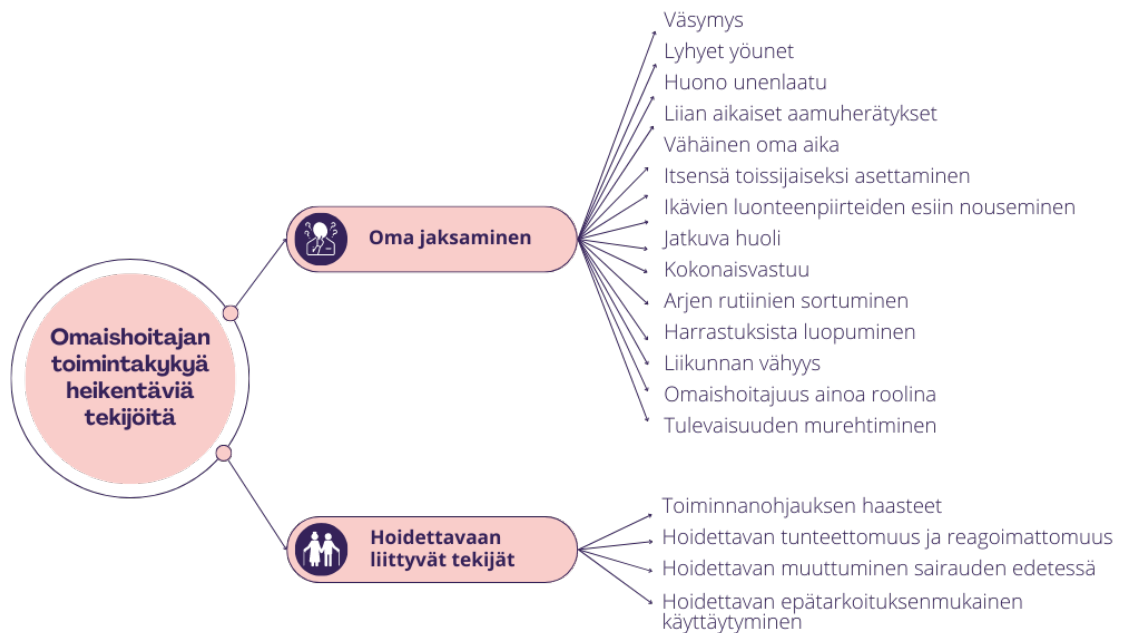 Omaishoitajan
toimintakykyä
heikentäviä
tekijöitä
Oma jaksaminen
Väsymys
Lyhyet yöunet
Huono unenlaatu
Liian aikaiset aamuherätykset
Vähäinen oma aika
Itsensä toissijaiseksi asettaminen
Ikävien luonteenpiirteiden esiin nouseminen
Jatkuva huoli
Kokonaisvastuu
Arjen rutiinien sortuminen
Harrastuksista luopuminen
Liikunnan vähyys
Omaishoitajuus ainoa roolina
Tulevaisuuden murehtiminen
Hoidettavaan
liittyvät tekijät
Toiminnanohjauksen haasteet
Hoidettavan tunteettomuus ja reagoimattomuus
Hoidettavan muuttuminen sairauden edetessä
Hoidettavan epätarkoituksenmukainen
käyttäytyminen